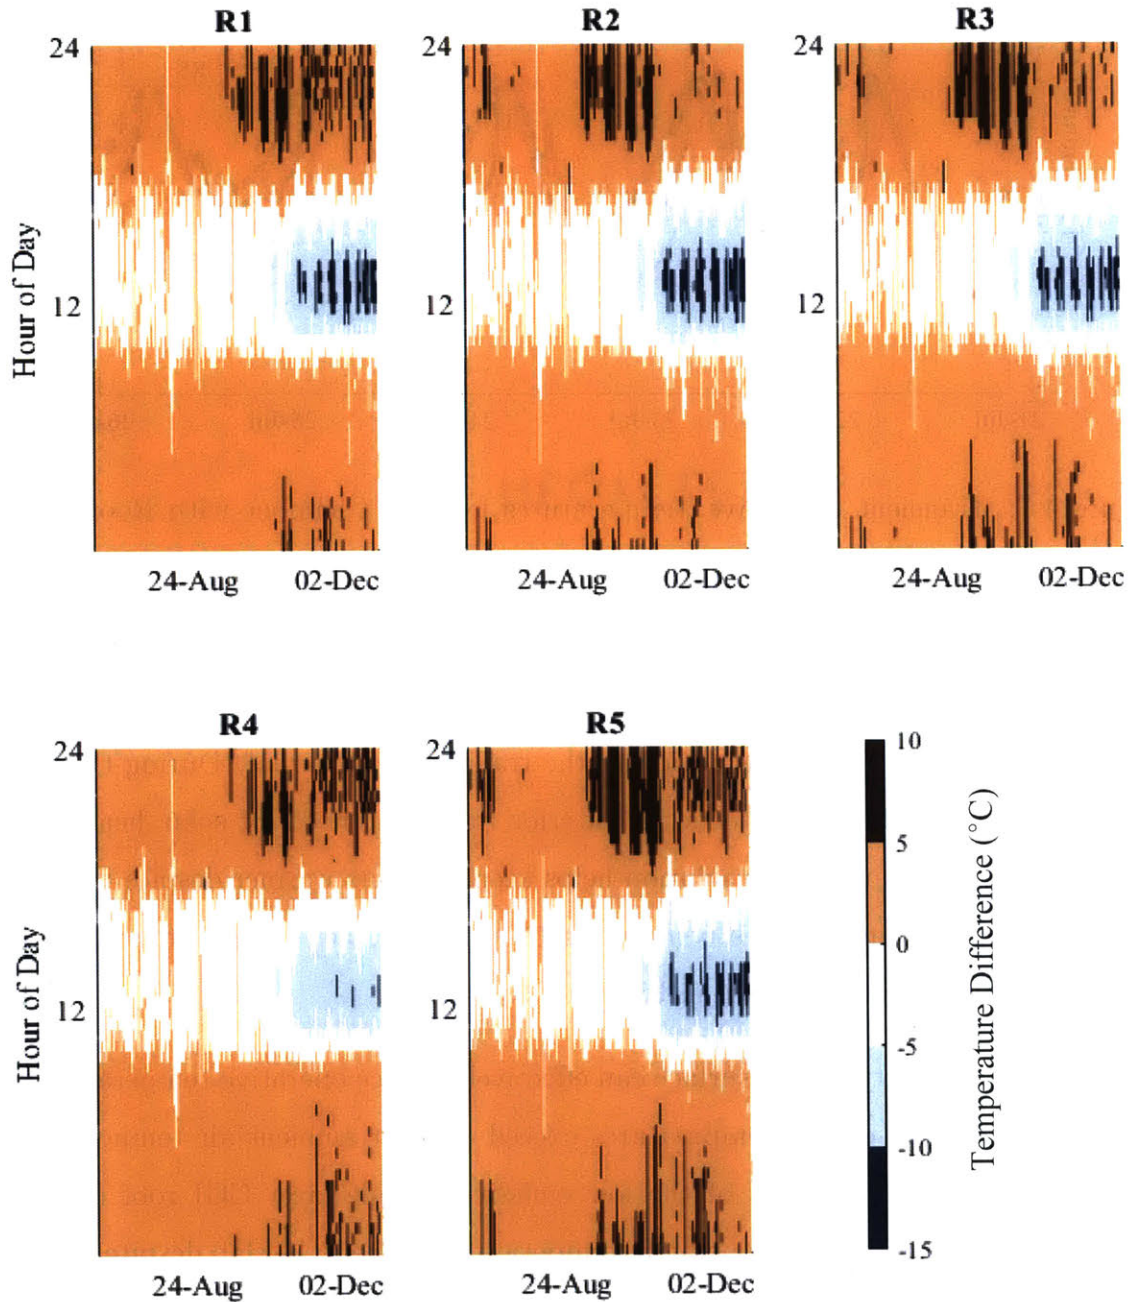 R1 R2 R3
24 24 24
12 12 12
Hour of Day
24-Aug 02-Dec 24-Aug 02-Dec 24-Aug 02-Dec
R4 R5
24 24
12 12
Hour of Day
24-Aug 02-Dec 24-Aug 02-Dec
10
5
0
-5
-10
-15
Temperature Difference (°C)